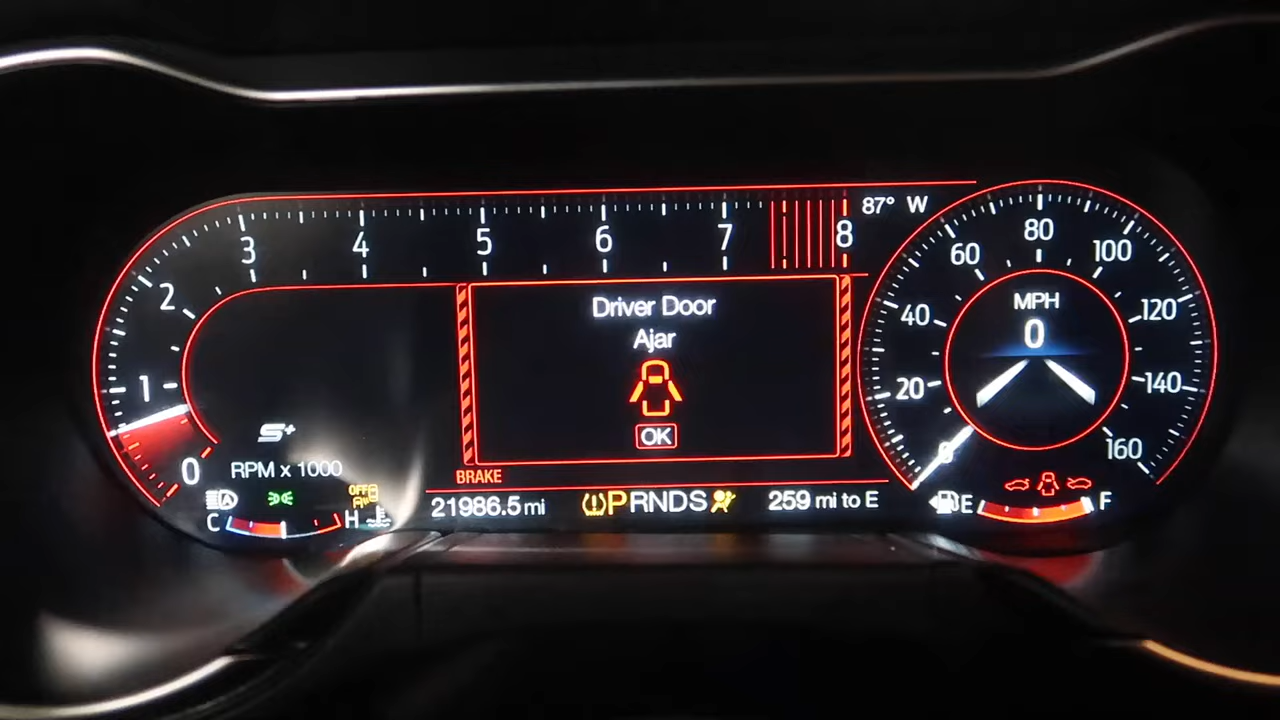 3 4 5 6 7 8
87° W
2
1
0
S+
RPM x 1000
OFF
A
C H
Driver Door
Ajar
OK
BRAKE
21986.5 mi
PRNDS
259 mi to E
0 20 40 60 80 100 120 140 160
MPH
0
E F